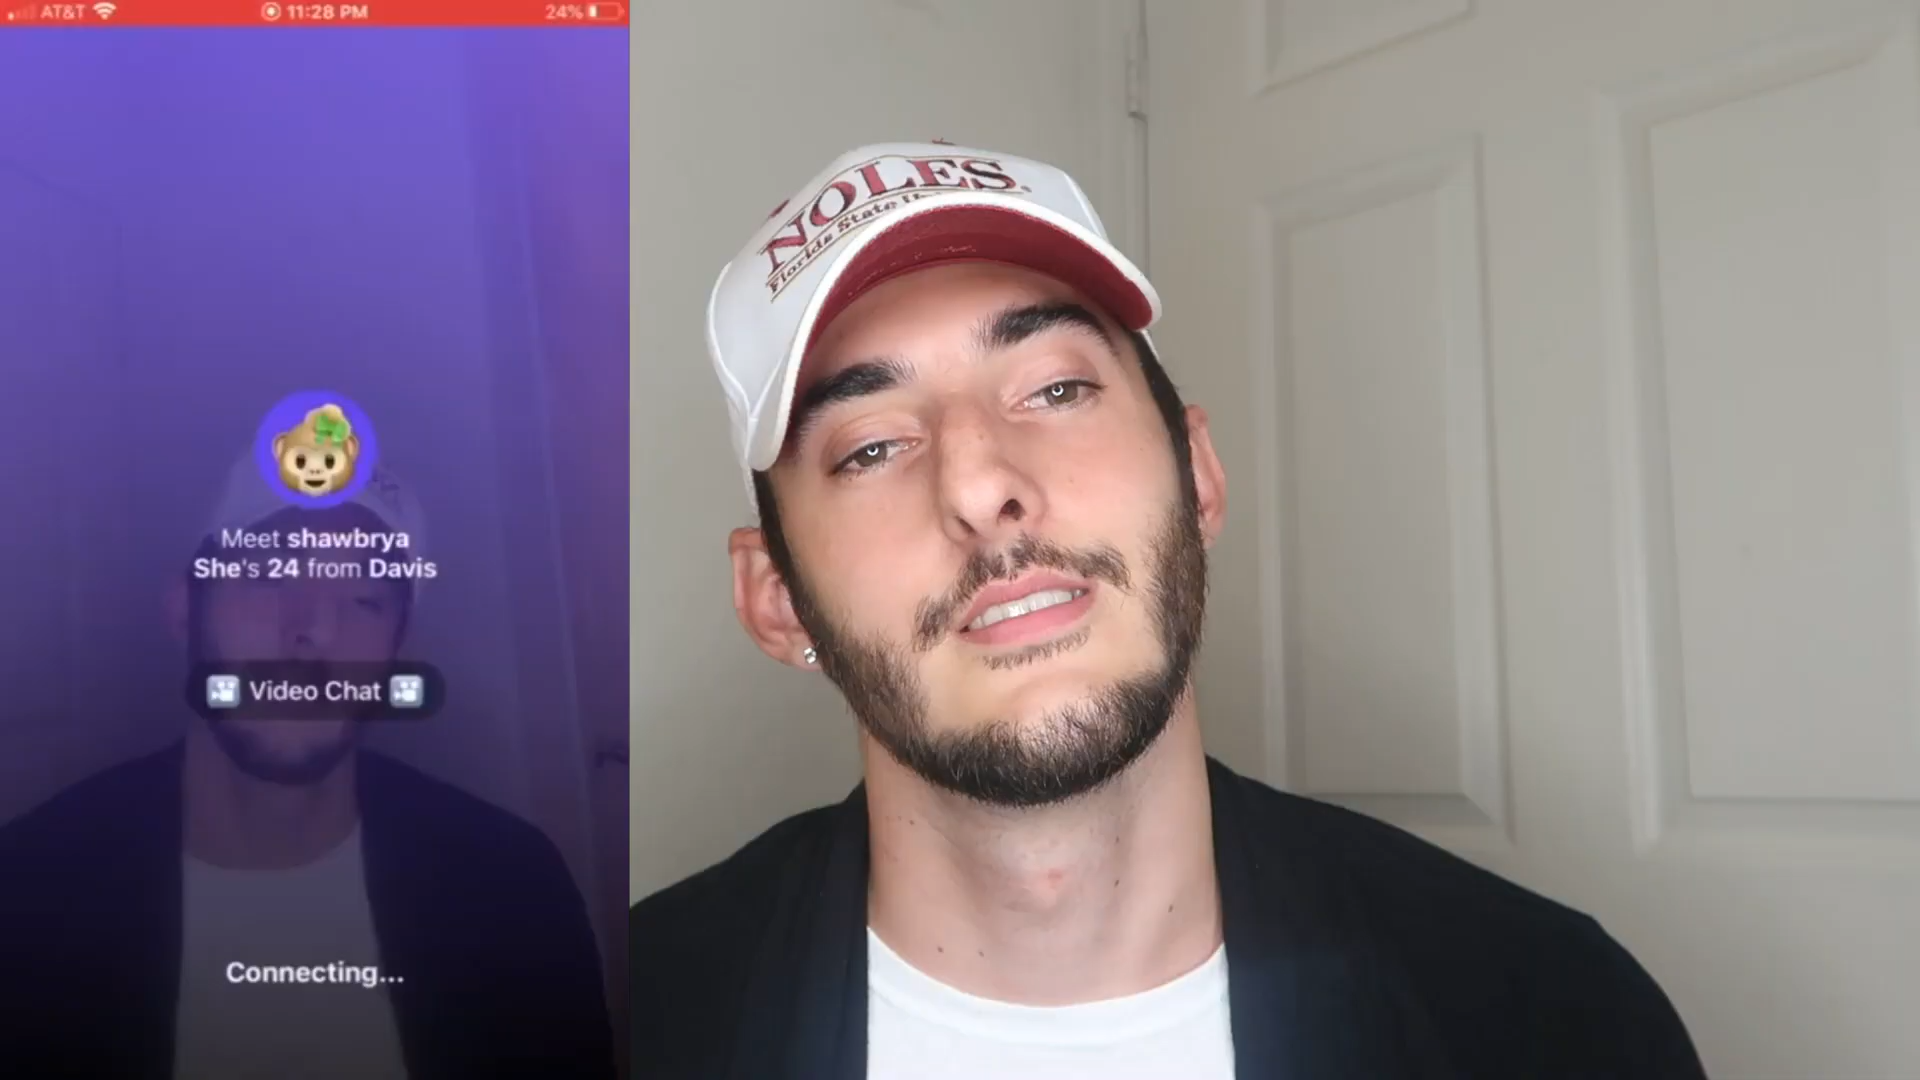 AT&T
11:28 PM
24%
Meet shawbrya
She's 24 from Davis
Video Chat
Connecting...
NOLES
Florida State